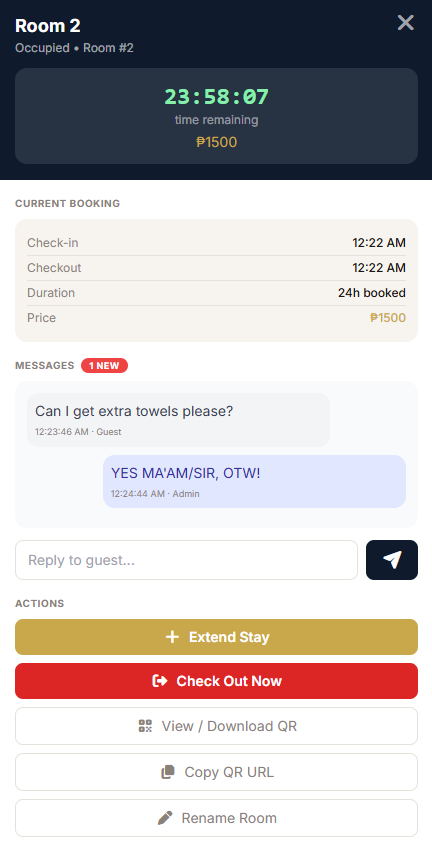 Room 2
Occupied • Room #2
23:58:07
time remaining
₱1500
CURRENT BOOKING
Check-in 12:22 AM
Checkout 12:22 AM
Duration 24h booked
Price ₱1500
MESSAGES 1 NEW
Can I get extra towels please?
12:23:46 AM · Guest
YES MA'AM/SIR, OTW!
12:24:44 AM · Admin
Reply to guest...
ACTIONS
Extend Stay
Check Out Now
View / Download QR
Copy QR URL
Rename Room